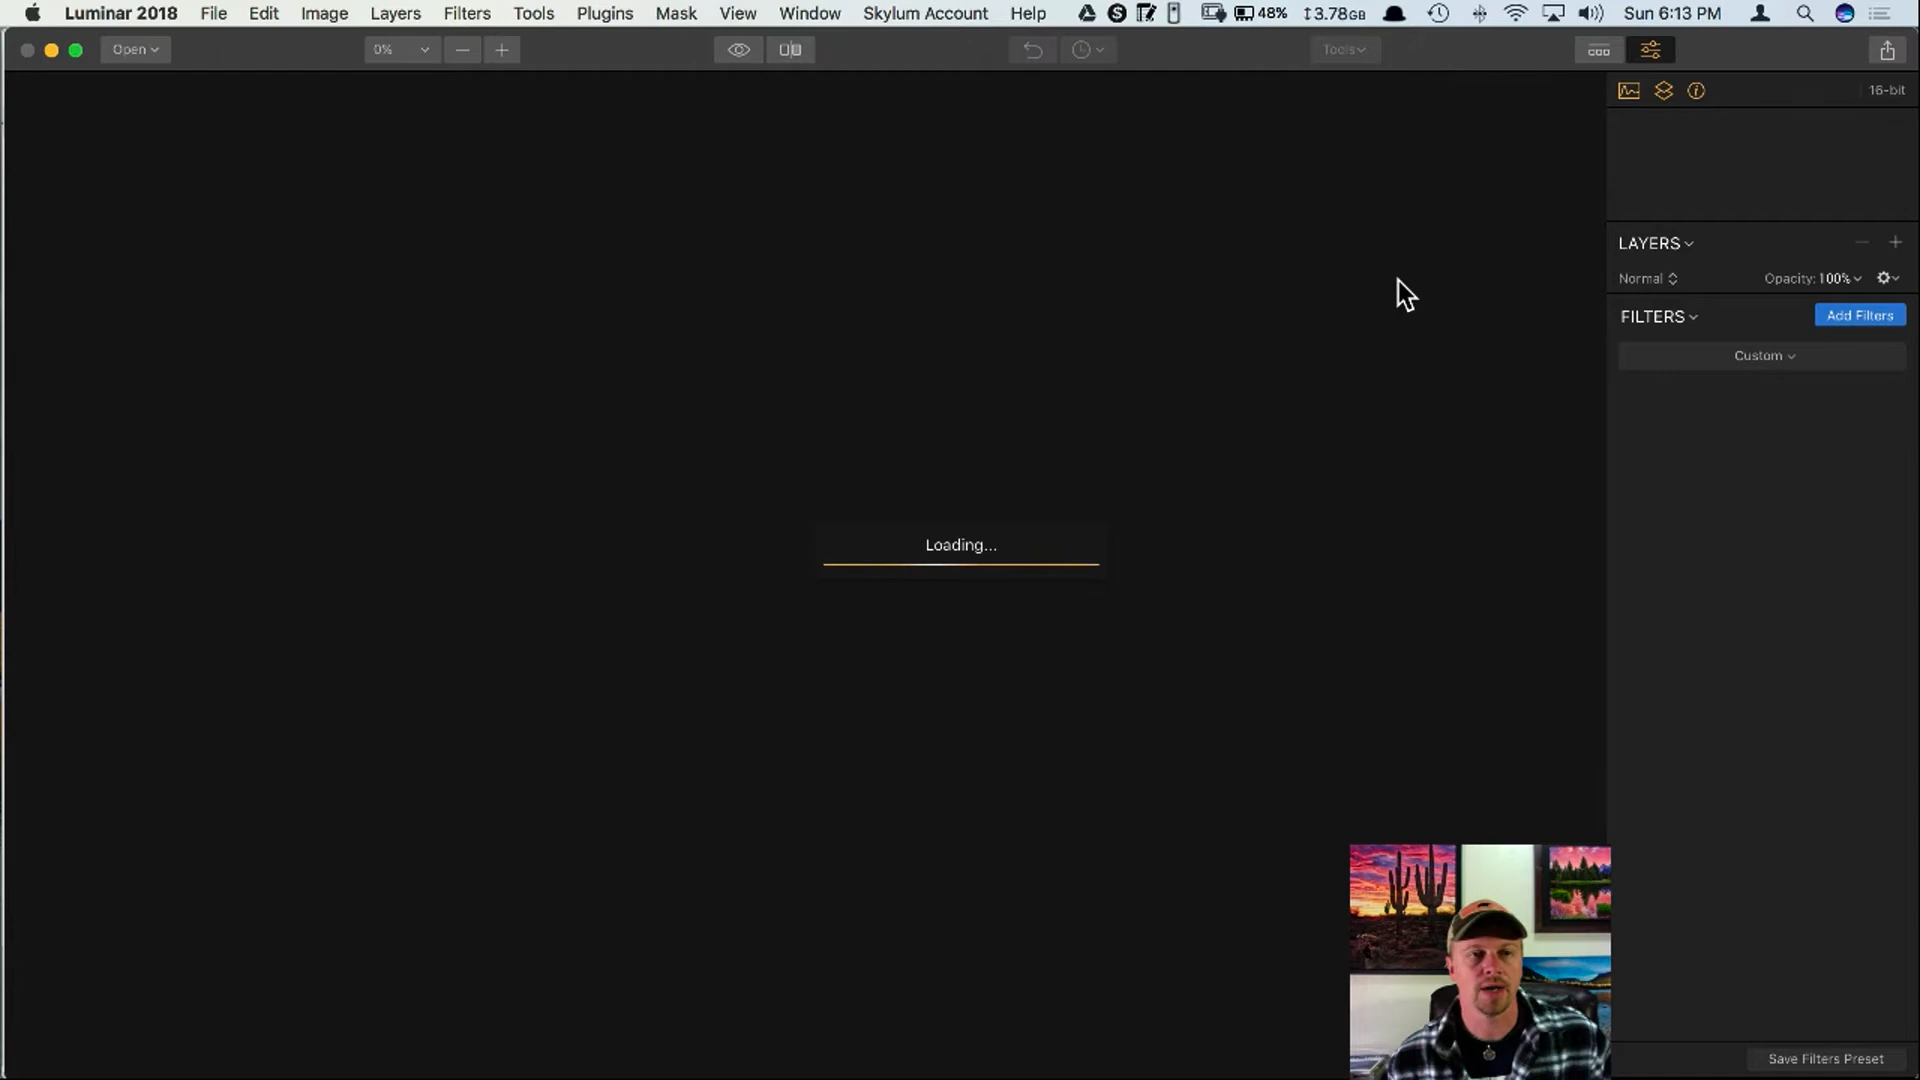 Luminar 2018 File Edit Image Layers Filters Tools Plugins Mask View Window Skylum Account Help 48% 3.78GB Sun 6:13 PM
Open 0% Tools
16-bit
LAYERS
Normal Opacity: 100%
FILTERS Add Filters
Custom
Loading...
Save Filters Preset